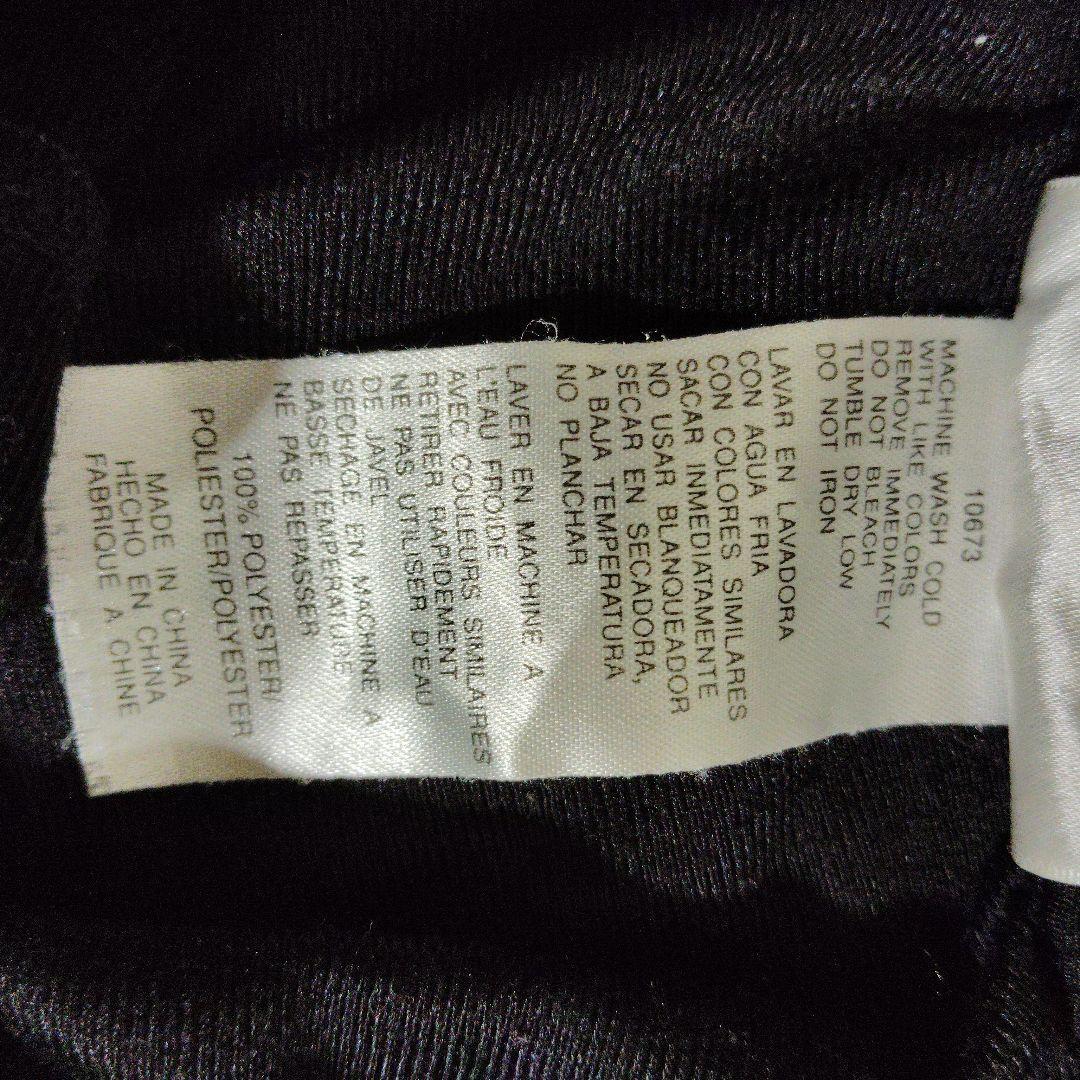 10673
MACHINE WASH COLD
WITH LIKE COLORS
REMOVE IMMEDIATELY
DO NOT BLEACH
TUMBLE DRY LOW
DO NOT IRON
LAVAR EN LAVADORA
CON AGUA FRIA
CON COLORES SIMILARES
SACAR INMEDIATAMENTE
NO USAR BLANQUEADOR
SECAR EN SECADORA,
A BAJA TEMPERATURA
NO PLANCHAR
LAVER EN MACHINE A
L'EAU FROIDE
AVEC COULEURS SIMILAIRES
RETIRER RAPIDEMENT
NE PAS UTILISER D'EAU
DE JAVEL
SECHAGE EN MACHINE A
BASSE TEMPERATURE
NE PAS REPASSER
100% POLYESTER/
POLIESTER/POLYESTER
MADE IN CHINA
HECHO EN CHINA
FABRIQUE A CHINE